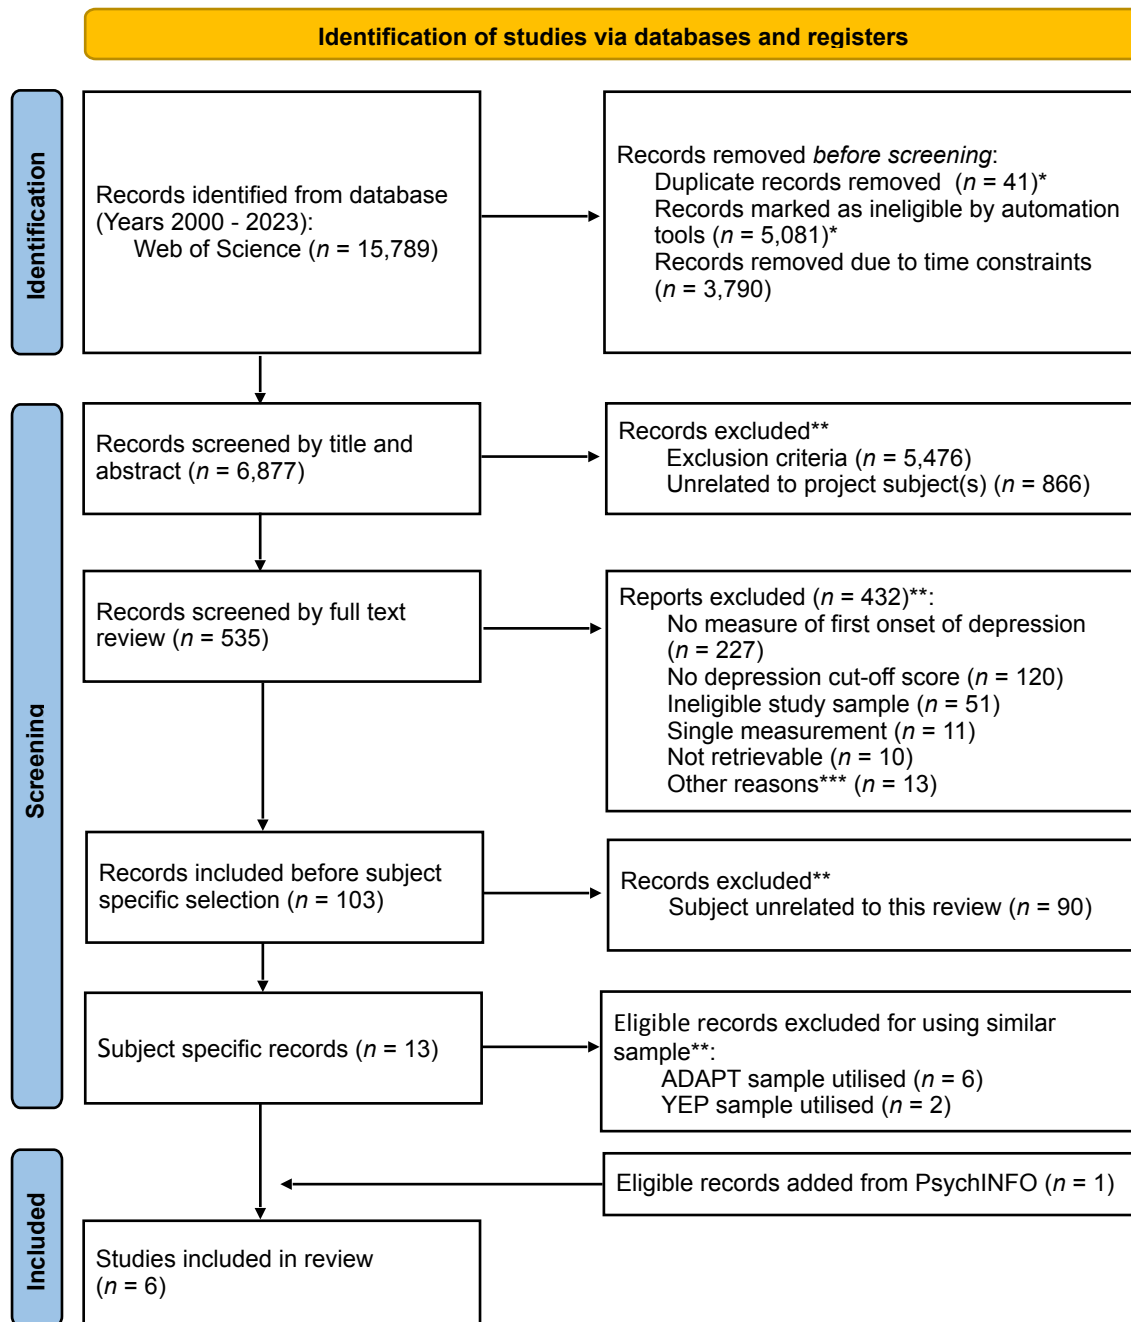 Identification of studies via databases and registers
Identification
Records identified from database
(Years 2000 - 2023):
Web of Science (n = 15,789)
Records removed before screening:
Duplicate records removed  (n = 41)*
Records marked as ineligible by automation
tools (n = 5,081)*
Records removed due to time constraints
(n = 3,790)
Screening
Records screened by title and
abstract (n = 6,877)
Records excluded**
Exclusion criteria (n = 5,476)
Unrelated to project subject(s) (n = 866)
Records screened by full text
review (n = 535)
Reports excluded (n = 432)**:
No measure of first onset of depression
(n = 227)
No depression cut-off score (n = 120)
Ineligible study sample (n = 51)
Single measurement (n = 11)
Not retrievable (n = 10)
Other reasons*** (n = 13)
Records included before subject
specific selection (n = 103)
Records excluded**
Subject unrelated to this review (n = 90)
Subject specific records (n = 13)
Eligible records excluded for using similar
sample**:
ADAPT sample utilised (n = 6)
YEP sample utilised (n = 2)
Included
Eligible records added from PsychINFO (n = 1)
Studies included in review
(n = 6)